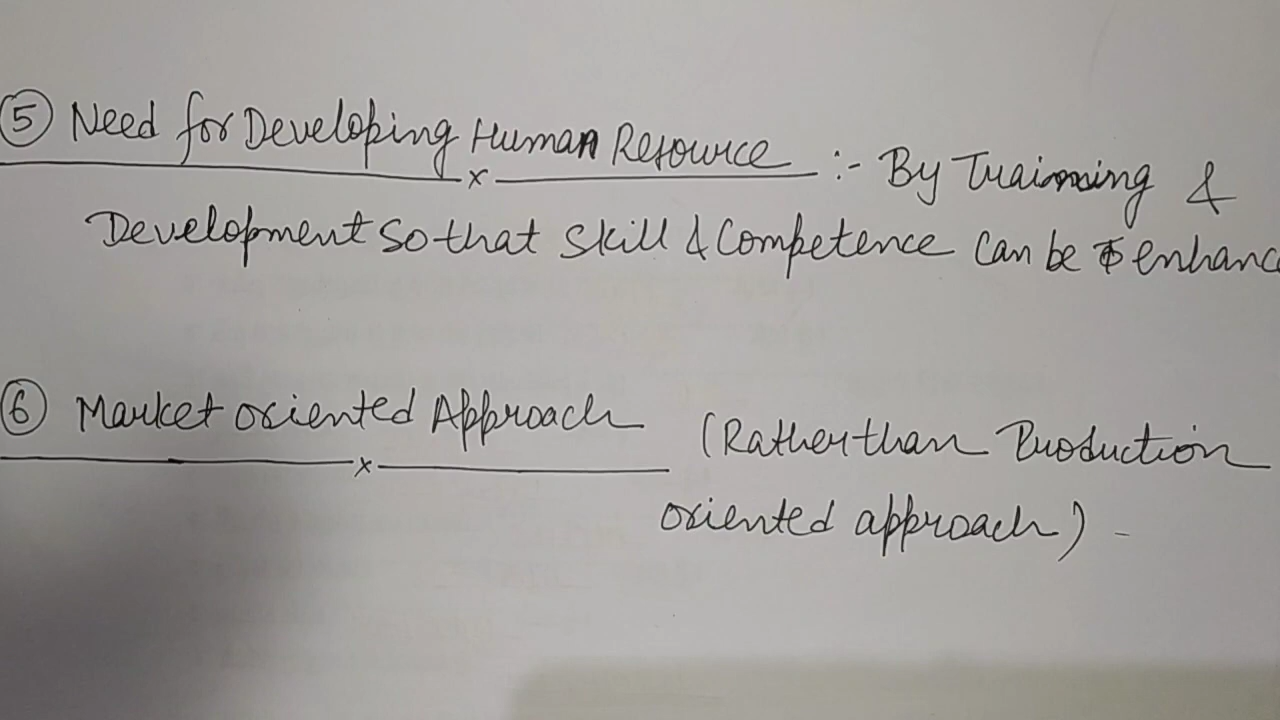 ⑤ Need for Developing Human Resource :- By Training &
Development so that Skill & Competence can be enhanc
⑥ Market oriented Approach (Rather than Production
oriented approach) -